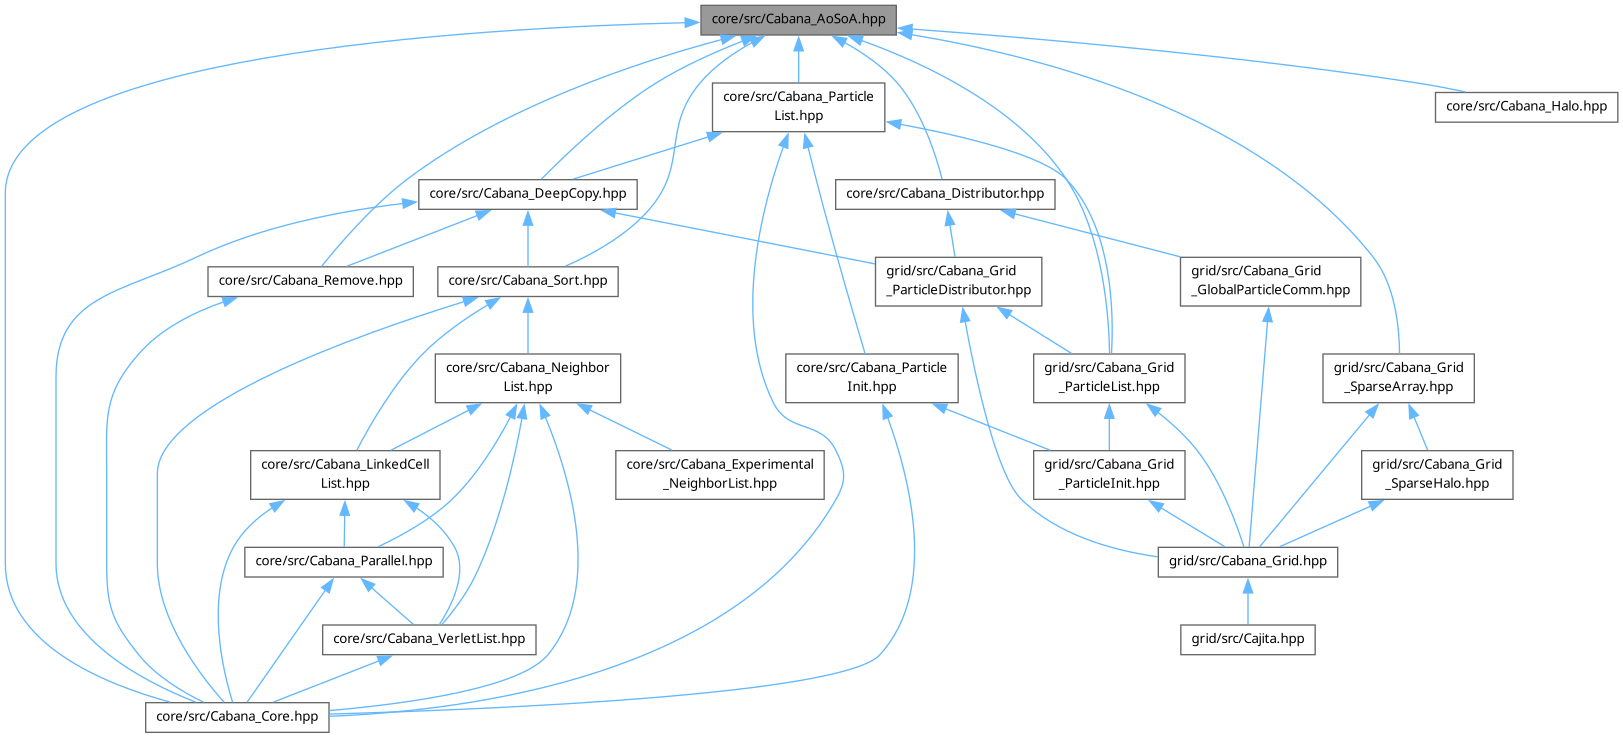 core/src/Cabana_AoSoA.hpp
core/src/Cabana_Particle
List.hpp
core/src/Cabana_Halo.hpp
core/src/Cabana_DeepCopy.hpp
core/src/Cabana_Distributor.hpp
core/src/Cabana_Remove.hpp
core/src/Cabana_Sort.hpp
grid/src/Cabana_Grid
_ParticleDistributor.hpp
grid/src/Cabana_Grid
_GlobalParticleComm.hpp
core/src/Cabana_Neighbor
List.hpp
core/src/Cabana_Particle
Init.hpp
grid/src/Cabana_Grid
_ParticleList.hpp
grid/src/Cabana_Grid
_SparseArray.hpp
core/src/Cabana_LinkedCell
List.hpp
core/src/Cabana_Experimental
_NeighborList.hpp
grid/src/Cabana_Grid
_ParticleInit.hpp
grid/src/Cabana_Grid
_SparseHalo.hpp
core/src/Cabana_Parallel.hpp
grid/src/Cabana_Grid.hpp
core/src/Cabana_VerletList.hpp
grid/src/Cajita.hpp
core/src/Cabana_Core.hpp